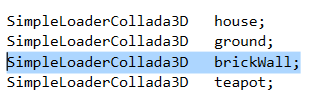 SimpleLoaderCollada3D house;
SimpleLoaderCollada3D ground;
SimpleLoaderCollada3D brickWall;
SimpleLoaderCollada3D teapot;